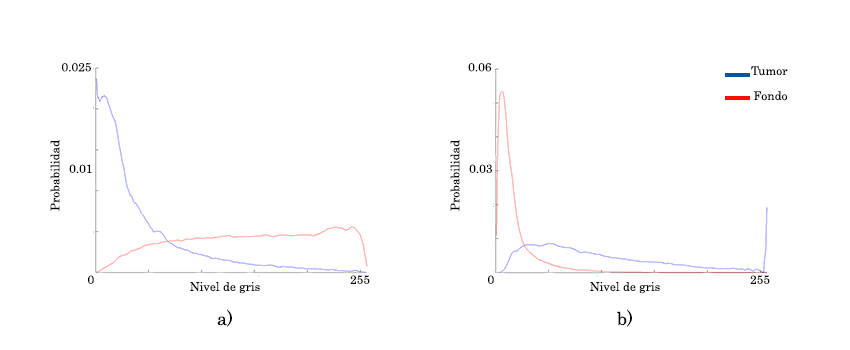 0.025
0.01
Probabilidad
0
255
Nivel de gris
a)
0.06
0.03
Probabilidad
0
255
Nivel de gris
b)
Tumor
Fondo